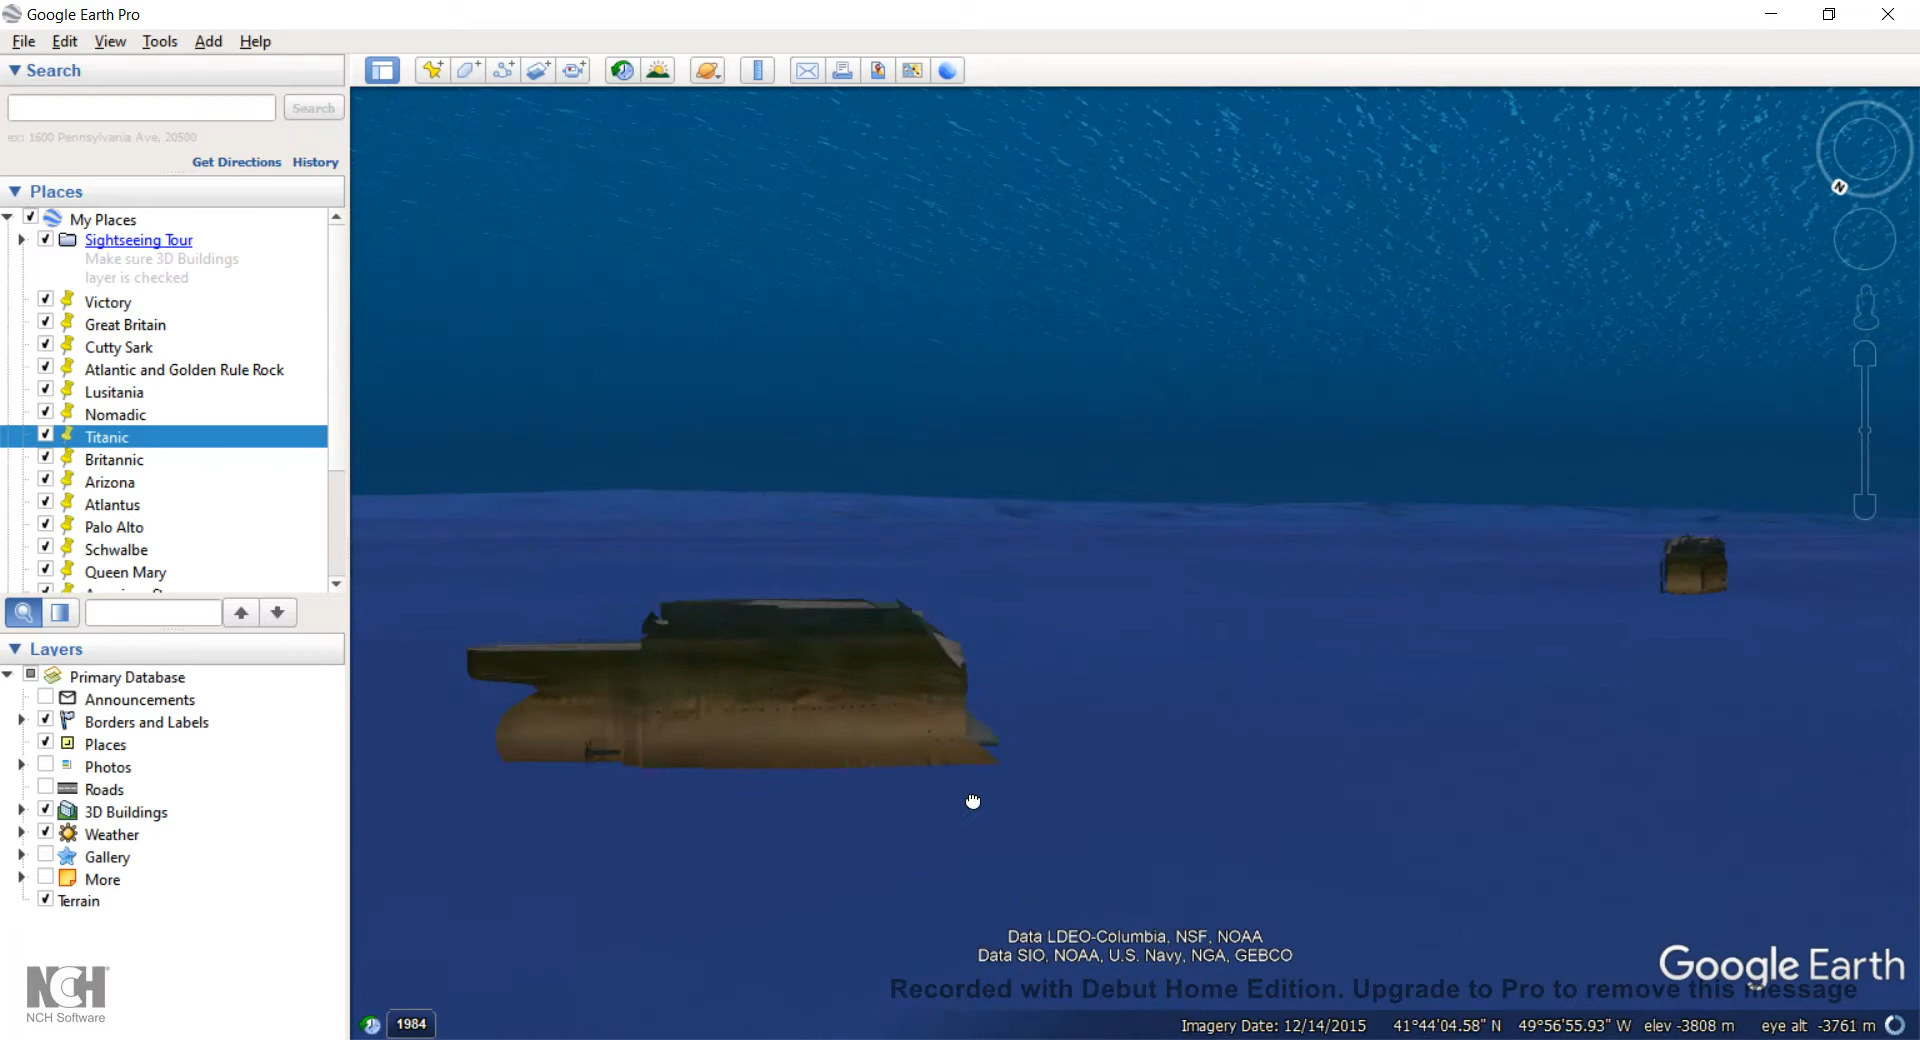 Google Earth Pro
File Edit View Tools Add Help
Search
Search
ex: 1600 Pennsylvania Ave, 20500
Get Directions History
Places
My Places
Sightseeing Tour
Make sure 3D Buildings
layer is checked
Victory
Great Britain
Cutty Sark
Atlantic and Golden Rule Rock
Lusitania
Nomadic
Titanic
Britannic
Arizona
Atlantus
Palo Alto
Schwalbe
Queen Mary
Layers
Primary Database
Announcements
Borders and Labels
Places
Photos
Roads
3D Buildings
Weather
Gallery
More
Terrain
NCH
NCH Software
N
Data LDEO-Columbia, NSF, NOAA
Data SIO, NOAA, U.S. Navy, NGA, GEBCO
Google Earth
Recorded with Debut Home Edition. Upgrade to Pro to remove this message
1984
Imagery Date: 12/14/2015 41°44'04.58" N 49°56'55.93" W elev -3808 m eye alt -3761 m